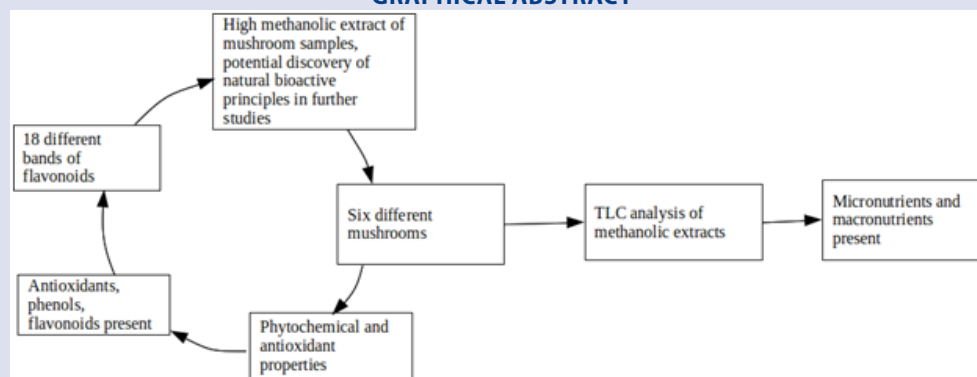 GRAPHICAL ABSTRACT
High methanolic extract of
mushroom samples,
potential discovery of
natural bioactive
principles in further
studies
18 different
bands of
flavonoids
Six different
mushrooms
TLC analysis of
methanolic extracts
Micronutrients and
macronutrients
present
Antioxidants,
phenols,
flavonoids present
Phytochemical and
antioxidant
properties